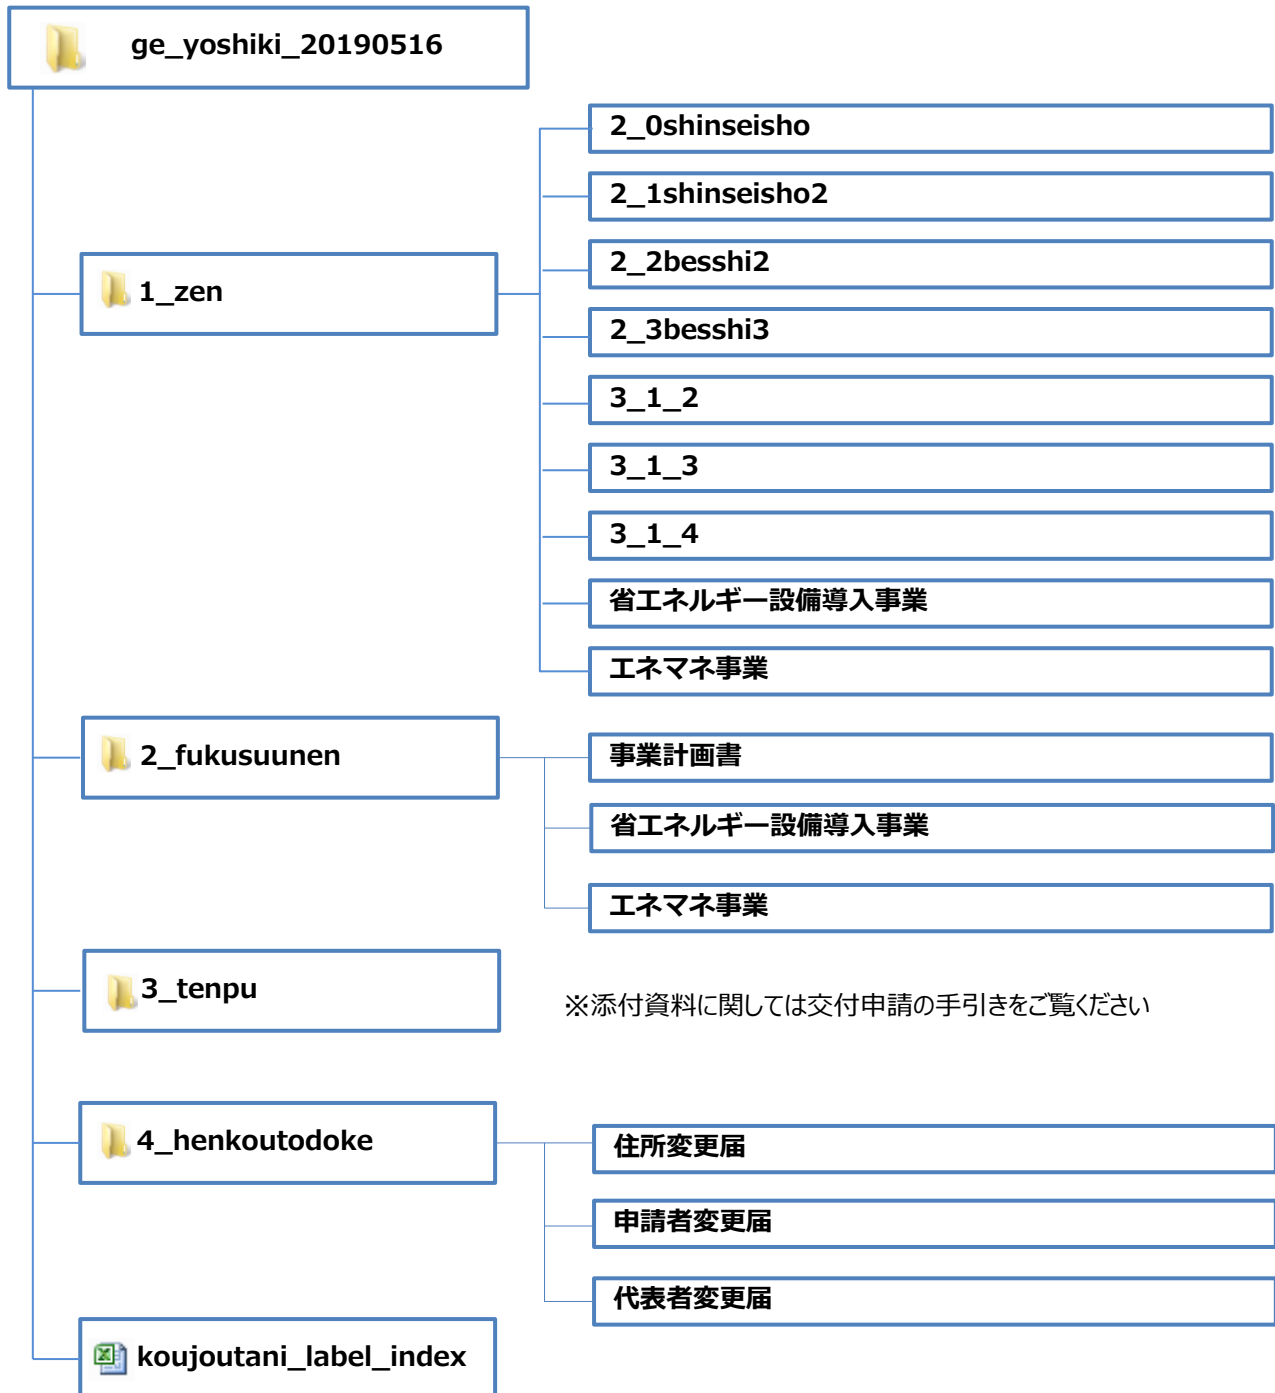 ge_yoshiki_20190516
2_0shinseisho
2_1shinseisho2
2_2besshi2
1_zen
2_3besshi3
3_1_2
3_1_3
3_1_4
省エネルギー設備導入事業
エネマネ事業
2_fukusuunen
事業計画書
省エネルギー設備導入事業
エネマネ事業
3_tenpu
※添付資料に関しては交付申請の手引きをご覧ください
4_henkoutodoke
住所変更届
申請者変更届
代表者変更届
koujoutani_label_index